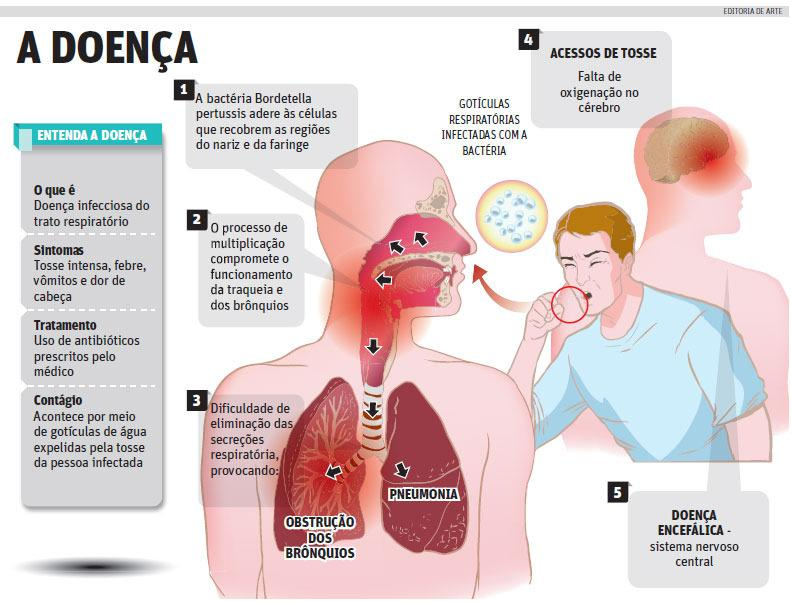 EDITORIA DE ARTE
A DOENÇA
ENTENDA A DOENÇA
O que é
Doença infecciosa do
trato respiratório
Sintomas
Tosse intensa, febre,
vômitos e dor de
cabeça
Tratamento
Uso de antibióticos
prescritos pelo
médico
Contágio
Acontece por meio
de gotículas de água
expelidas pela tosse
da pessoa infectada
1
A bactéria Bordetella
pertussis adere às células
que recobrem as regiões
do nariz e da faringe
2
O processo de
multiplicação
compromete o
funcionamento
da traqueia e
dos brônquios
3
Dificuldade de
eliminação das
secreções
respiratória,
provocando:
OBSTRUÇÃO
DOS
BRÔNQUIOS
PNEUMONIA
GOTÍCULAS
RESPIRATÓRIAS
INFECTADAS COM A
BACTÉRIA
4
ACESSOS DE TOSSE
Falta de
oxigenação no
cérebro
5
DOENÇA
ENCEFÁLICA -
sistema nervoso
central